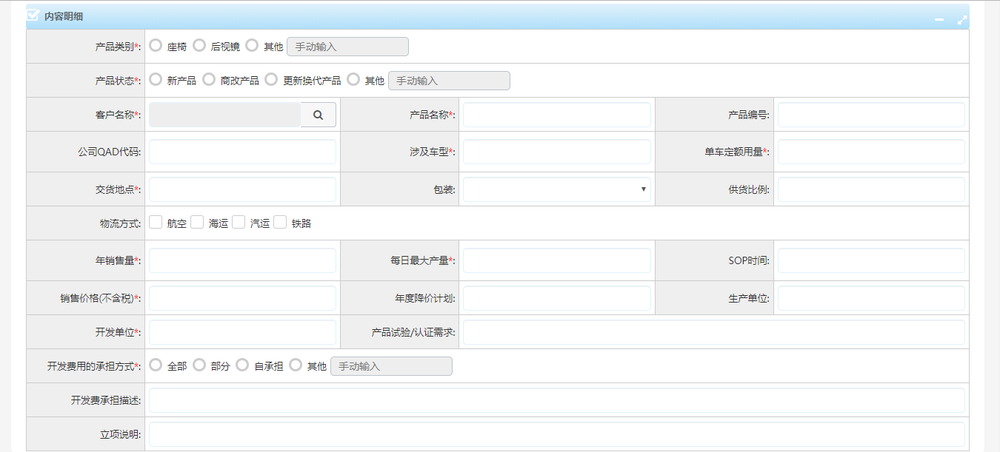 内容明细
产品类别*: 座椅 后视镜 其他 手动输入
产品状态*: 新产品 商改产品 更新换代产品 其他 手动输入
客户名称*: 产品名称*: 产品编号:
公司QAD代码: 涉及车型*: 单车定额用量*:
交货地点*: 包装: 供货比例:
物流方式: 航空 海运 汽运 铁路
年销售量*: 每日最大产量*: SOP时间:
销售价格(不含税)*: 年度降价计划: 生产单位:
开发单位*: 产品试验/认证需求:
开发费用的承担方式*: 全部 部分 自承担 其他 手动输入
开发费承担描述:
立项说明: